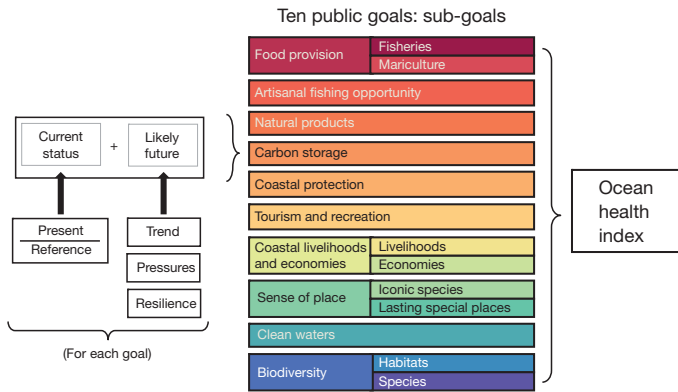 Ten public goals: sub-goals
Food provision
Fisheries
Mariculture
Artisanal fishing opportunity
Natural products
Carbon storage
Coastal protection
Tourism and recreation
Coastal livelihoods
and economies
Livelihoods
Economies
Sense of place
Iconic species
Lasting special places
Clean waters
Biodiversity
Habitats
Species
Current
status
+
Likely
future
Present
Reference
Trend
Pressures
Resilience
(For each goal)
Ocean
health
index